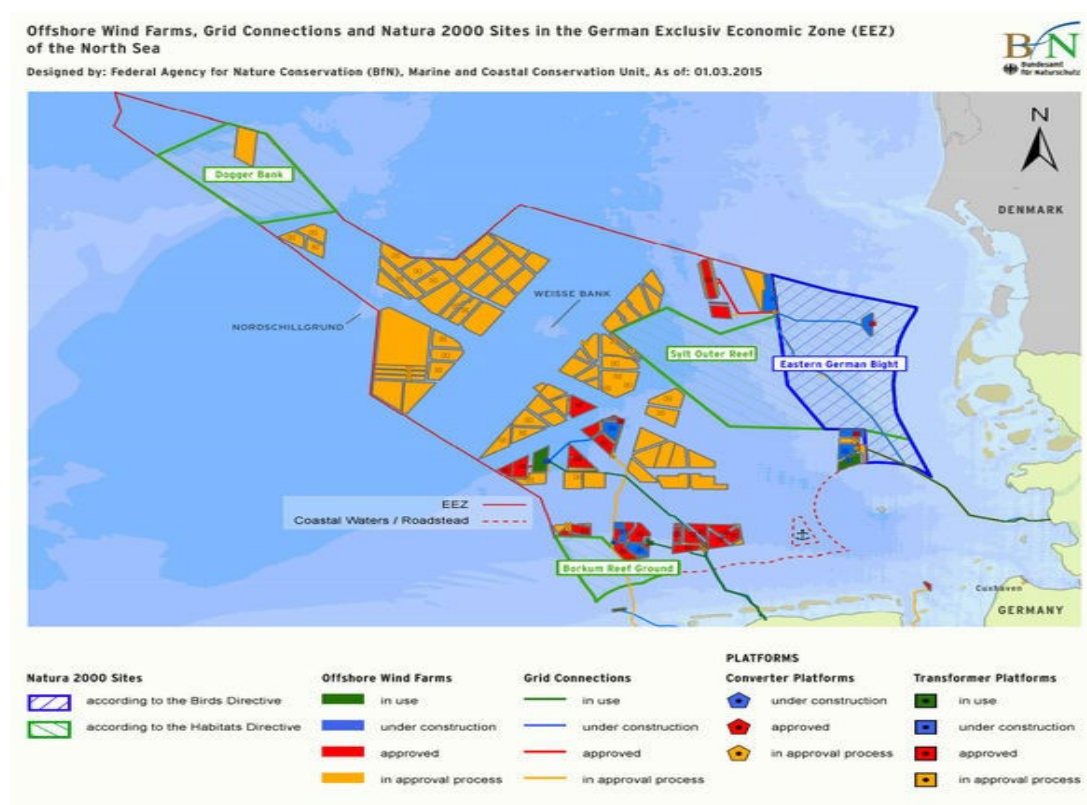 Offshore Wind Farms, Grid Connections and Natura 2000 Sites in the German Exclusiv Economic Zone (EEZ)
of the North Sea
Designed by: Federal Agency for Nature Conservation (BfN), Marine and Coastal Conservation Unit, As of: 01.03.2015
BfN
Bundesamt
für Naturschutz
N
Dogger Bank
DENMARK
WEISSE BANK
NORDSCHILLGRUND
Sylt Outer Reef
Eastern German Bight
EEZ
Coastal Waters / Roadstead
Borkum Reef Ground
Cuxhaven
GERMANY
Natura 2000 Sites
according to the Birds Directive
according to the Habitats Directive
Offshore Wind Farms
in use
under construction
approved
in approval process
Grid Connections
in use
under construction
approved
in approval process
PLATFORMS
Converter Platforms
under construction
approved
in approval process
Transformer Platforms
in use
under construction
approved
in approval process